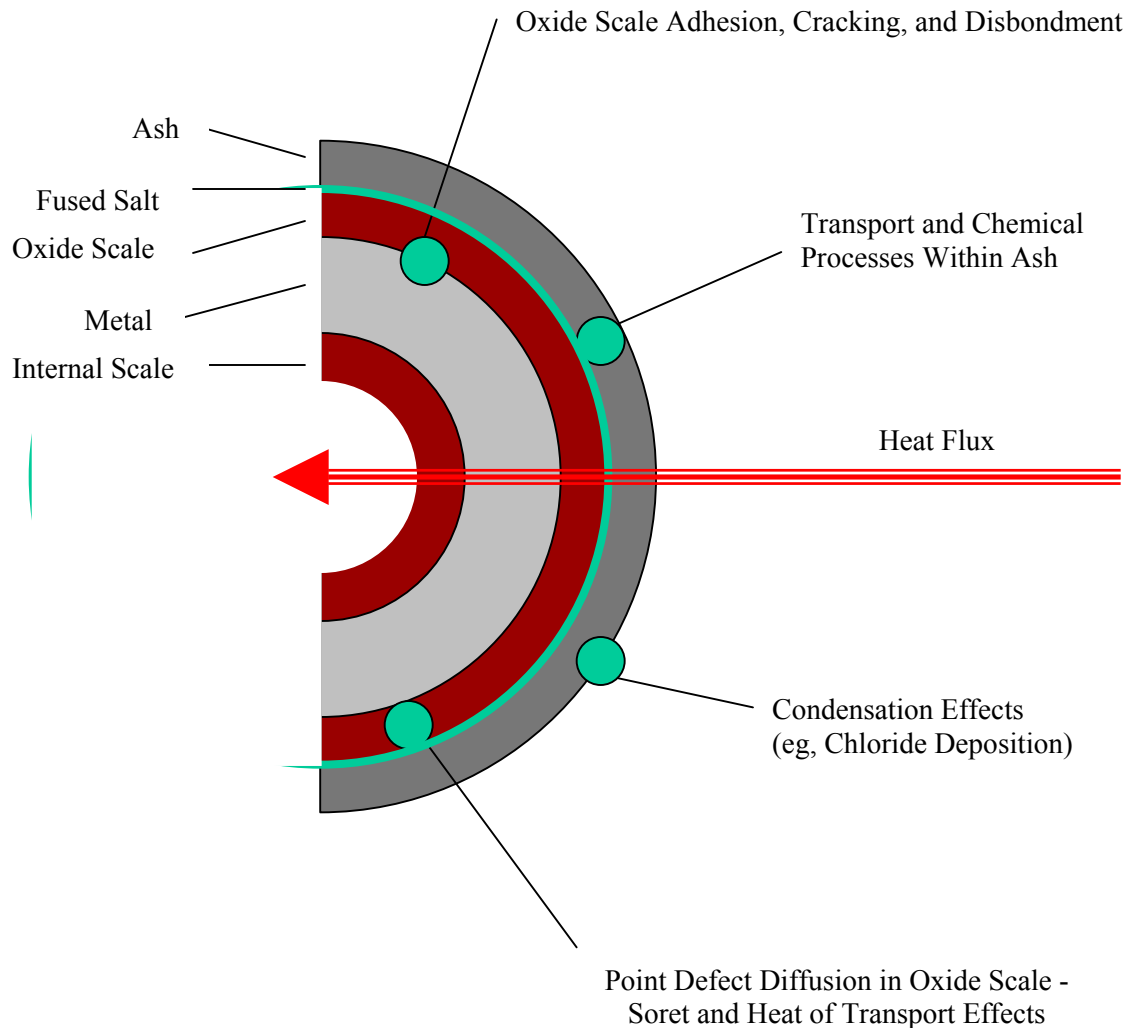 Oxide Scale Adhesion, Cracking, and Disbondment
Ash
Fused Salt
Oxide Scale
Metal
Internal Scale
Transport and Chemical
Processes Within Ash
Heat Flux
Condensation Effects
(eg, Chloride Deposition)
Point Defect Diffusion in Oxide Scale -
Soret and Heat of Transport Effects